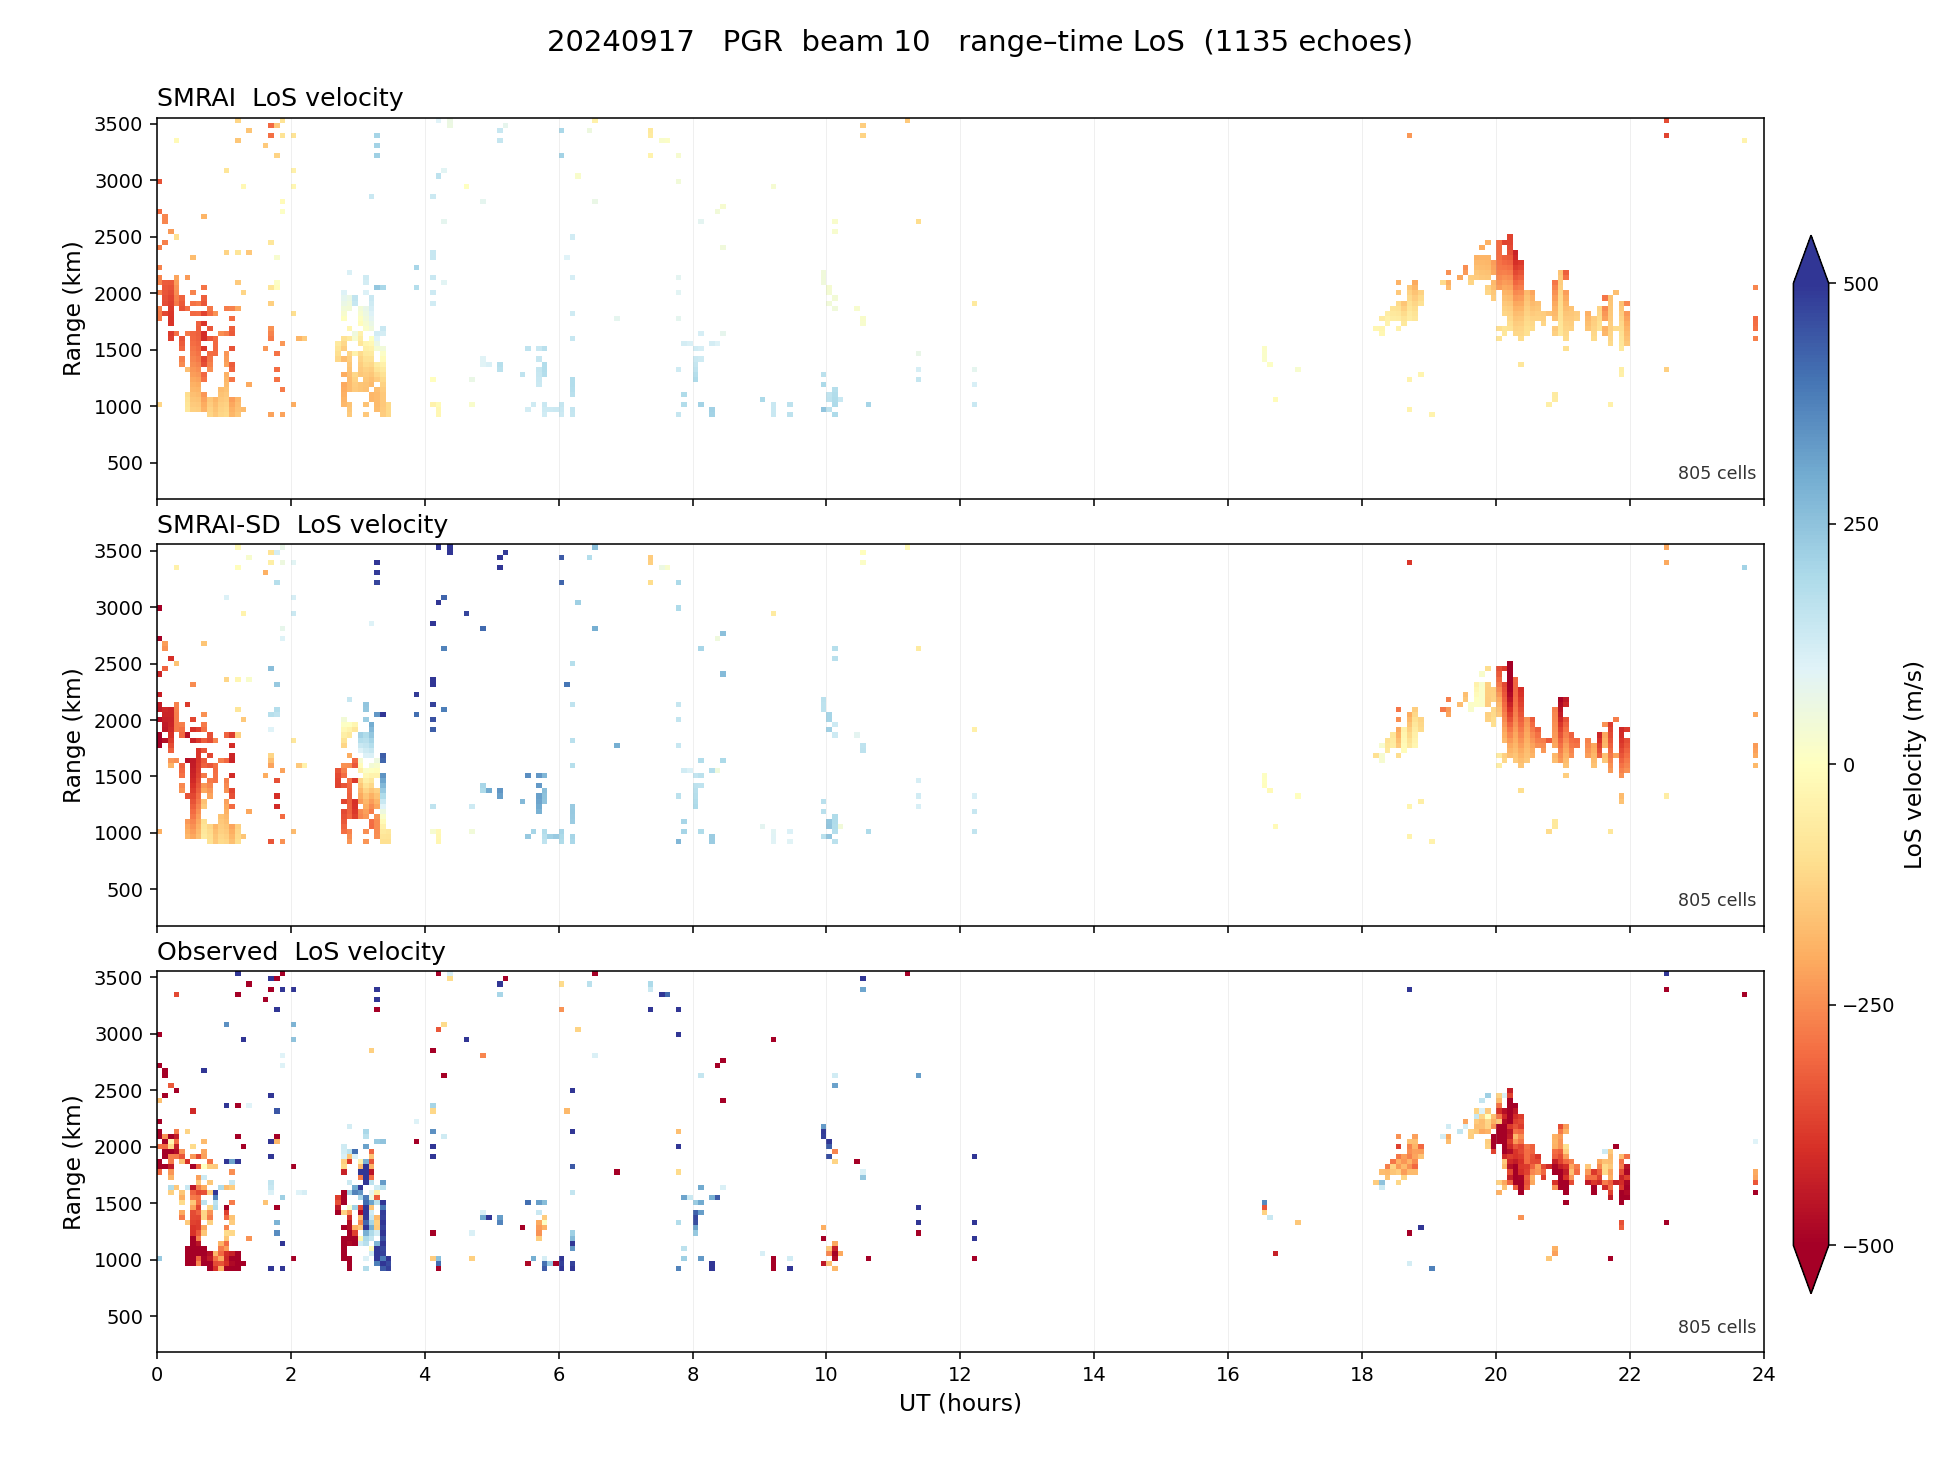 20240917   PGR  beam 10   range–time LoS  (1135 echoes)
SMRAI  LoS velocity
3500
3000
2500
2000
1500
1000
500
Range (km)
805 cells
SMRAI-SD  LoS velocity
3500
3000
2500
2000
1500
1000
500
Range (km)
805 cells
Observed  LoS velocity
3500
3000
2500
2000
1500
1000
500
Range (km)
805 cells
0 2 4 6 8 10 12 14 16 18 20 22 24
UT (hours)
500
250
0
−250
−500
LoS velocity (m/s)